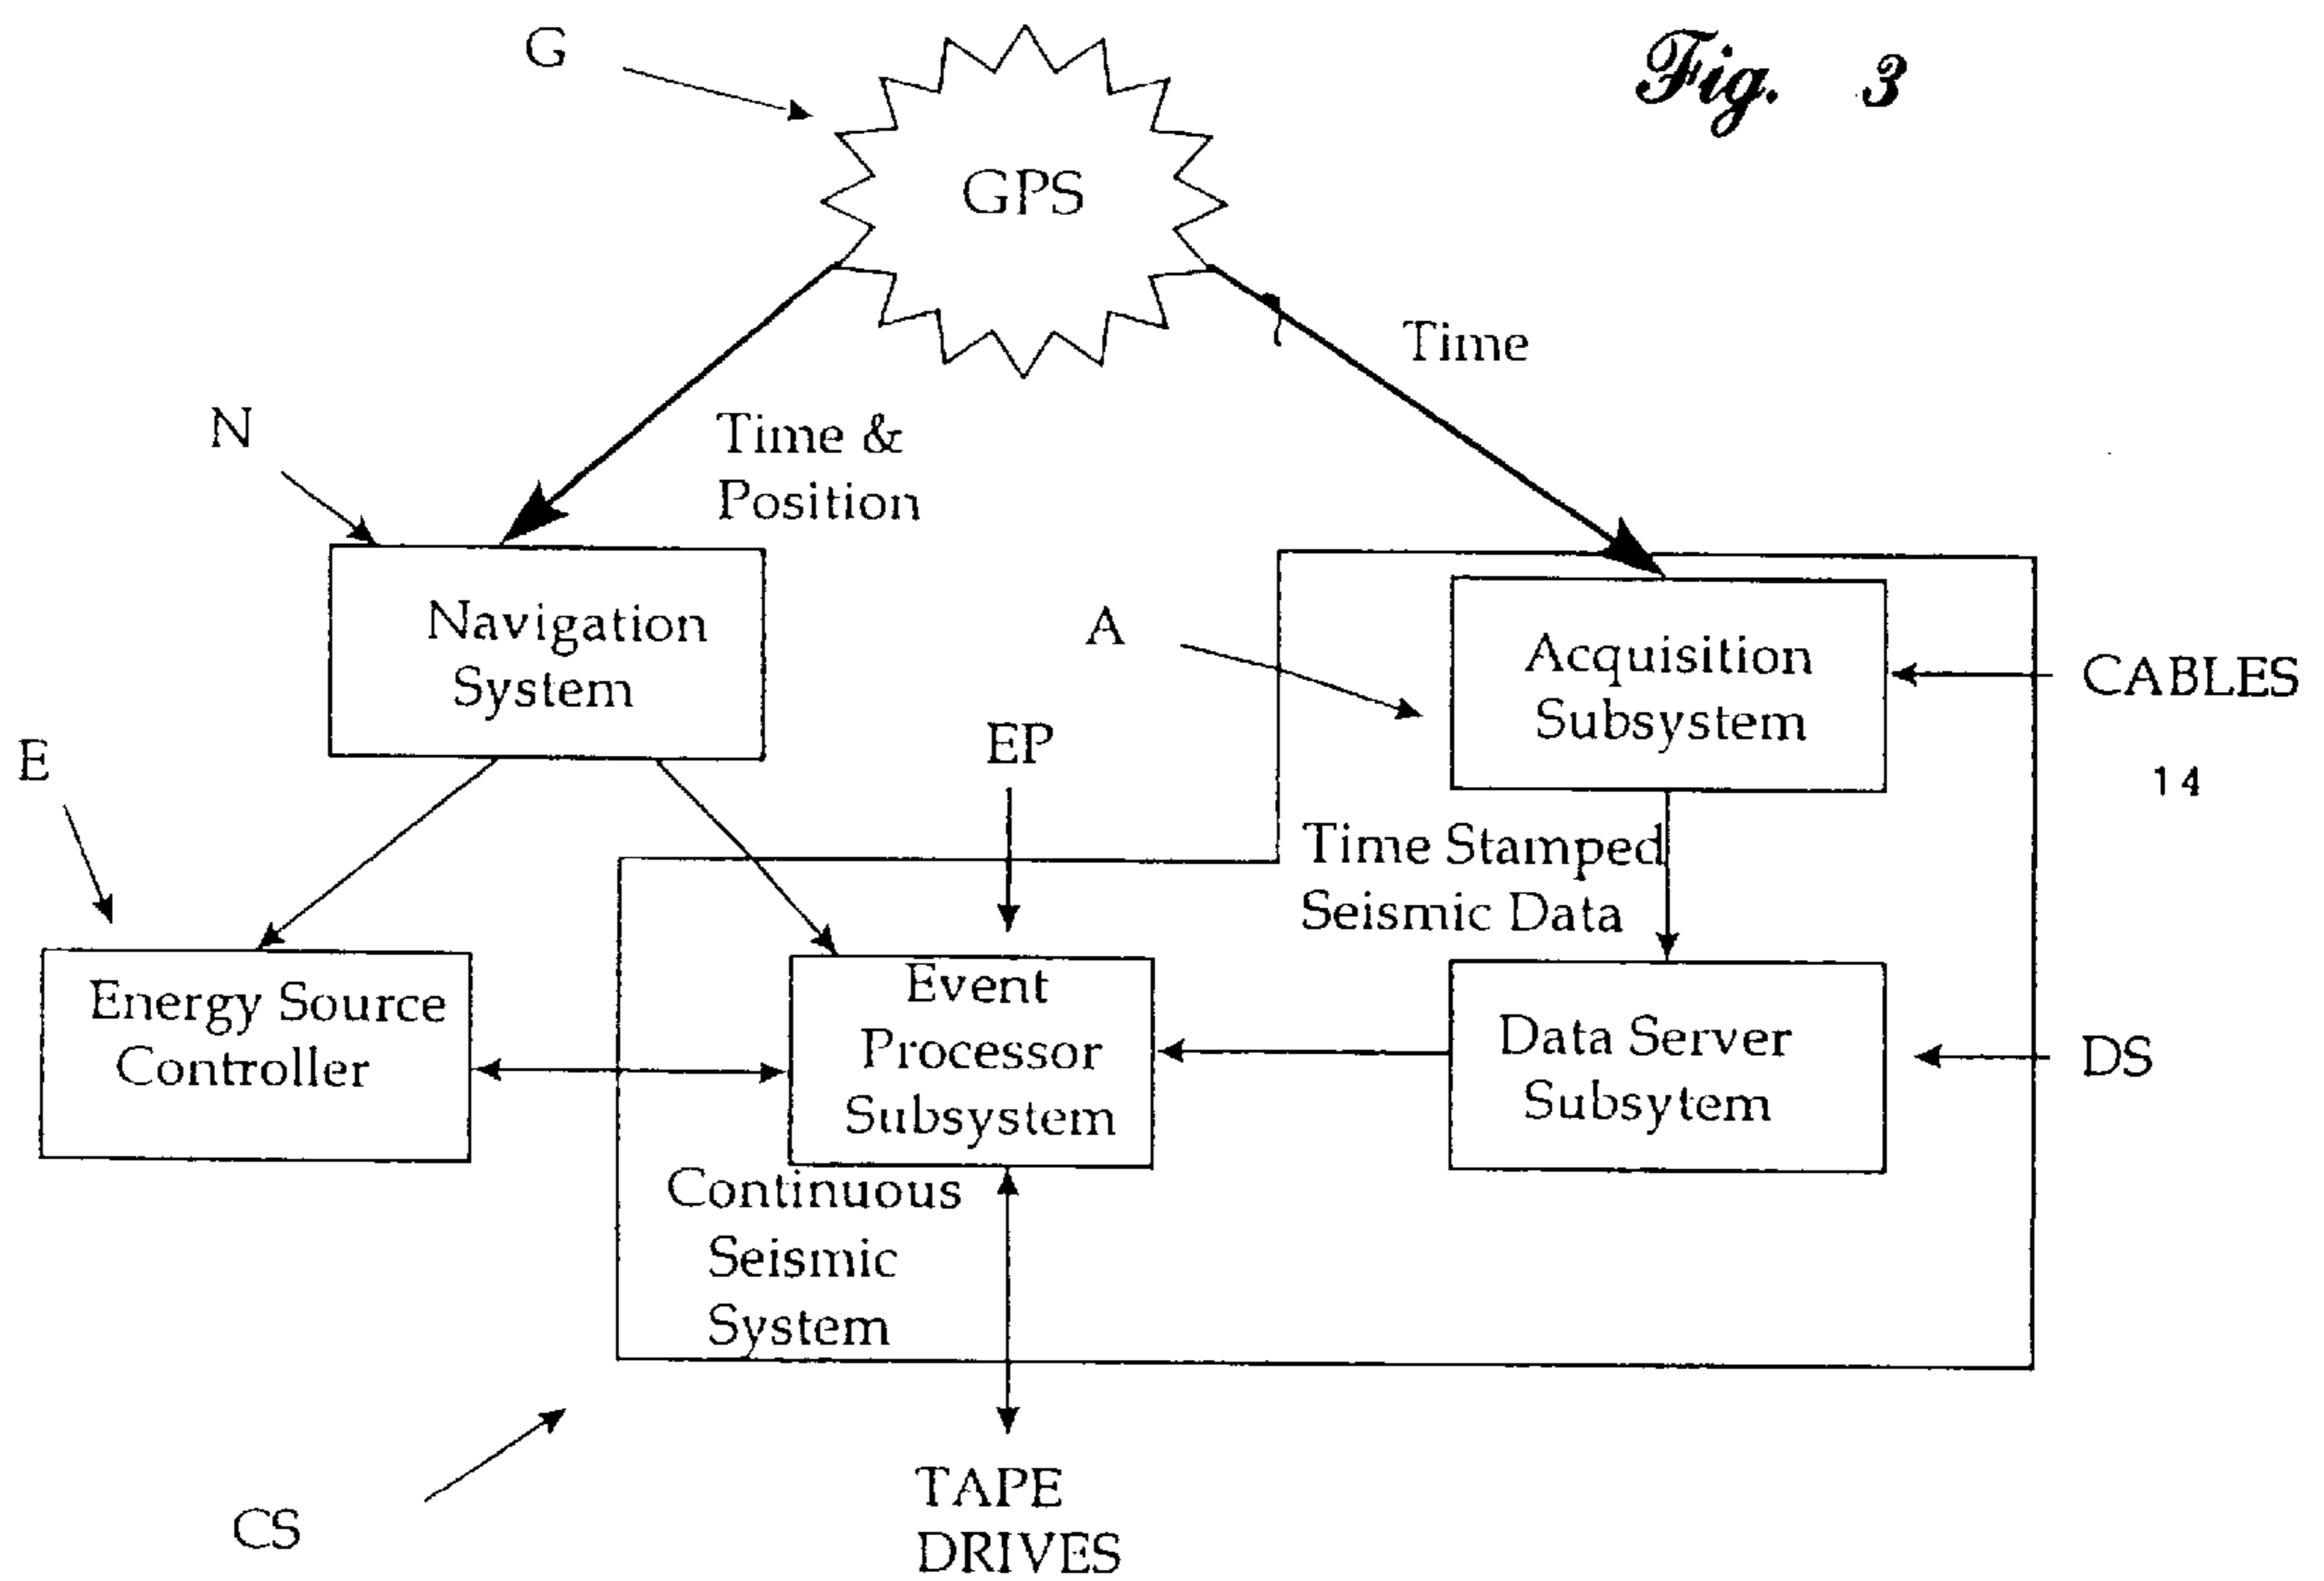 G
Fig. 3
GPS
Time
N
Time &
Position
Navigation
System
A
Acquisition
Subsystem
CABLES
14
E
EP
Time Stamped
Seismic Data
Energy Source
Controller
Event
Processor
Subsystem
Data Server
Subsytem
DS
Continuous
Seismic
System
CS
TAPE
DRIVES